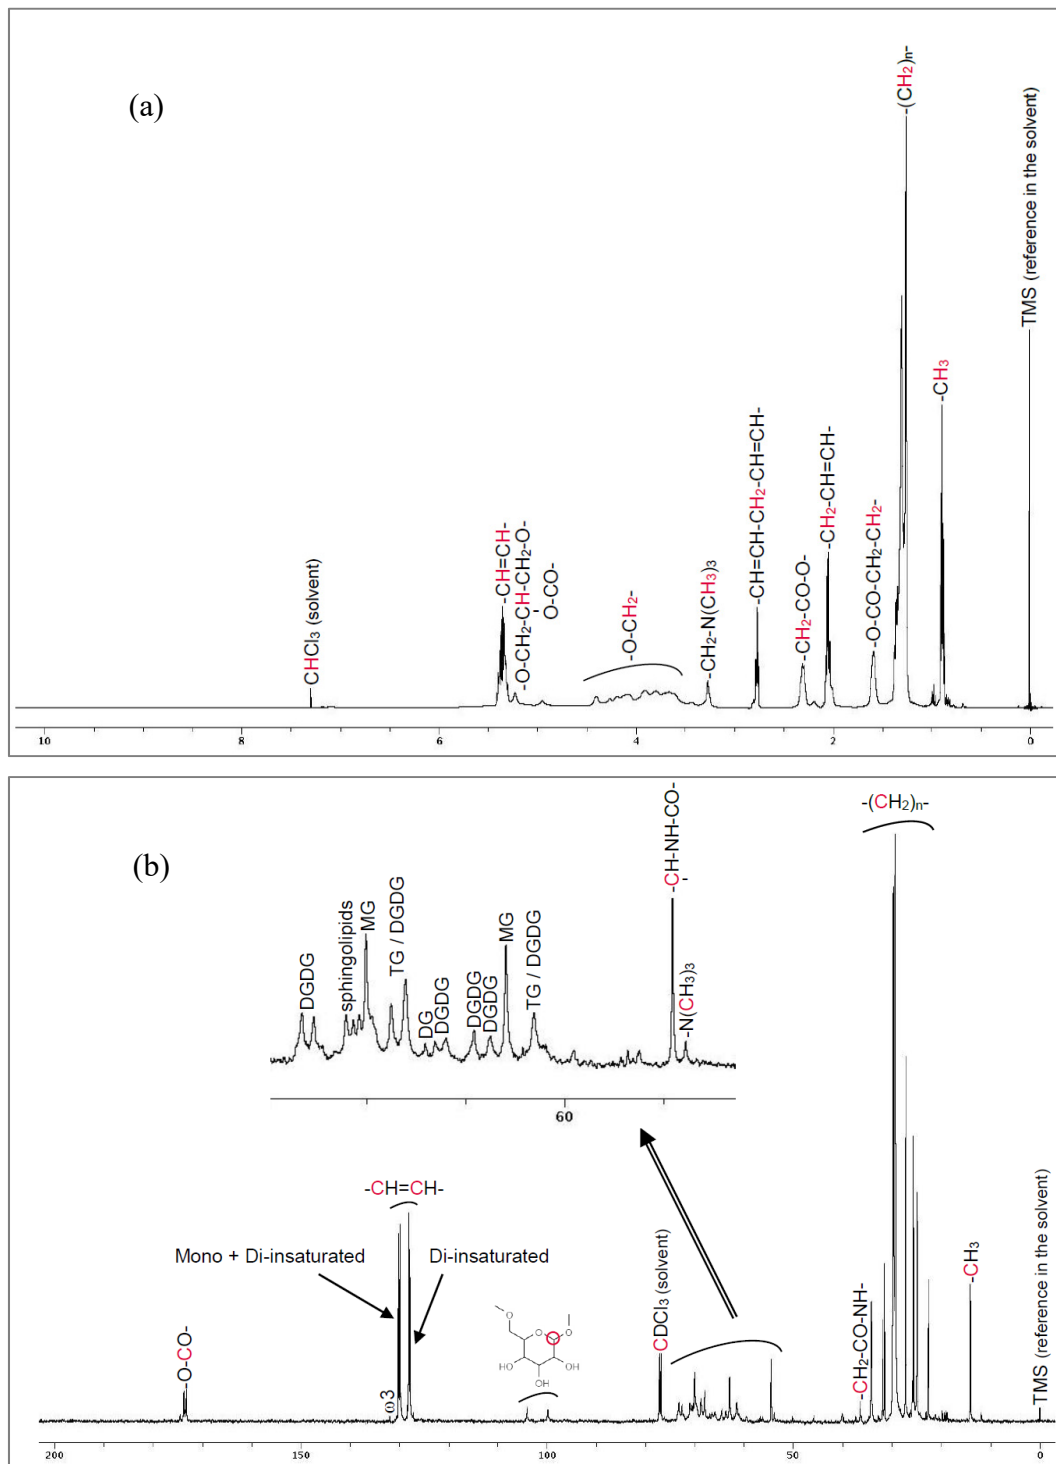 (a)
CHCl3 (solvent)
-CH=CH-
-O-CH2-CH-CH2-O-
O-CO-
-O-CH2-
-CH2-N(CH3)3
-CH=CH-CH2-CH=CH-
-CH2-CO-O-
-CH2-CH=CH-
-O-CO-CH2-CH2-
-(CH2)n-
-CH3
TMS (reference in the solvent)
10 8 6 4 2 0
(b)
DGDG
sphingolipids
MG
TG / DGDG
DG
DGDG
DGDG
DGDG
MG
TG / DGDG
-CH-NH-CO-
-
-N(CH3)3
60
-(CH2)n-
-CH=CH-
Mono + Di-insaturated
Di-insaturated
-O-CO-
ω3
O
O
O
HO
OH
OH
CDCl3 (solvent)
-CH2-CO-NH-
-CH3
TMS (reference in the solvent)
200 150 100 50 0